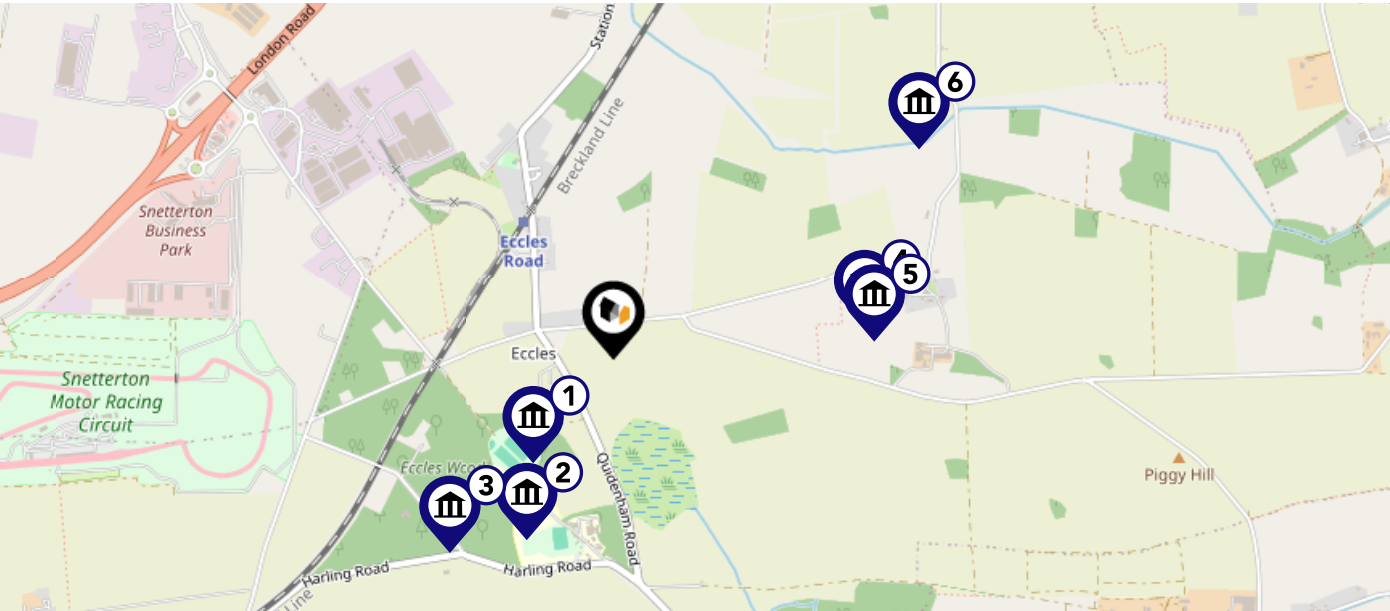 London Road
Station
Breckland Line
6
Snetterton
Business
Park
Eccles
Road
4
5
Eccles
Snetterton
Motor Racing
Circuit
1
Eccles Wood
2
3
Quidenham Road
Piggy Hill
Harling Road
Harling Road
Line